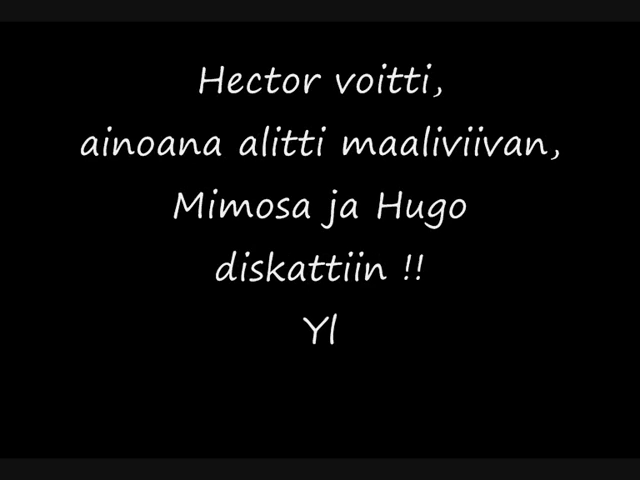 Hector voitti,
ainoana alitti maaliviivan,
Mimosa ja Hugo
diskattiin !!
Yl